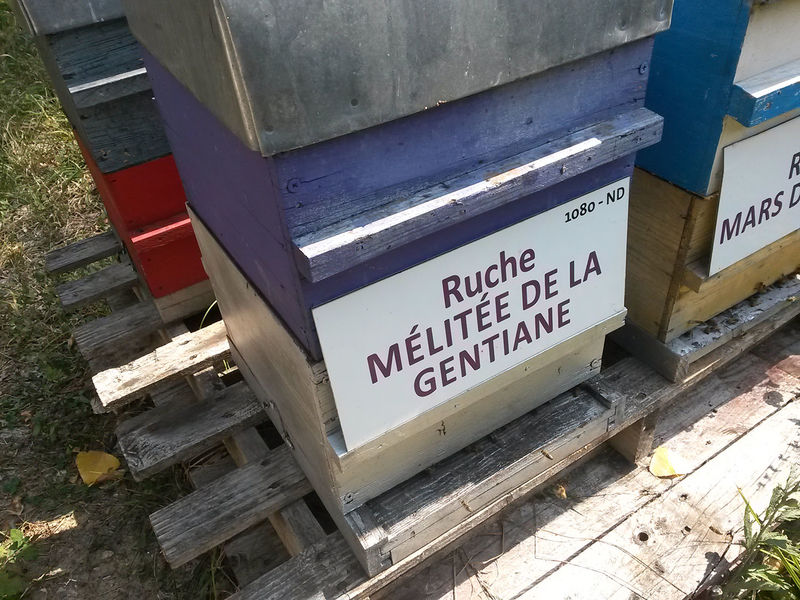 1080 - ND
Ruche
MÉLITÉE DE LA
GENTIANE
MARS